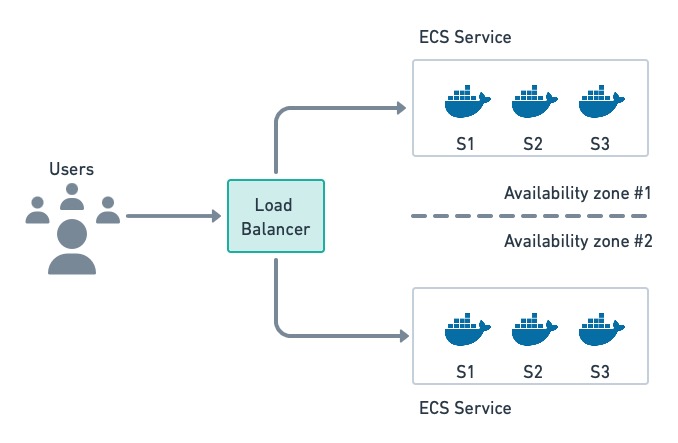 ECS Service
S1 S2 S3
Users
Availability zone #1
Load
Balancer
Availability zone #2
S1 S2 S3
ECS Service